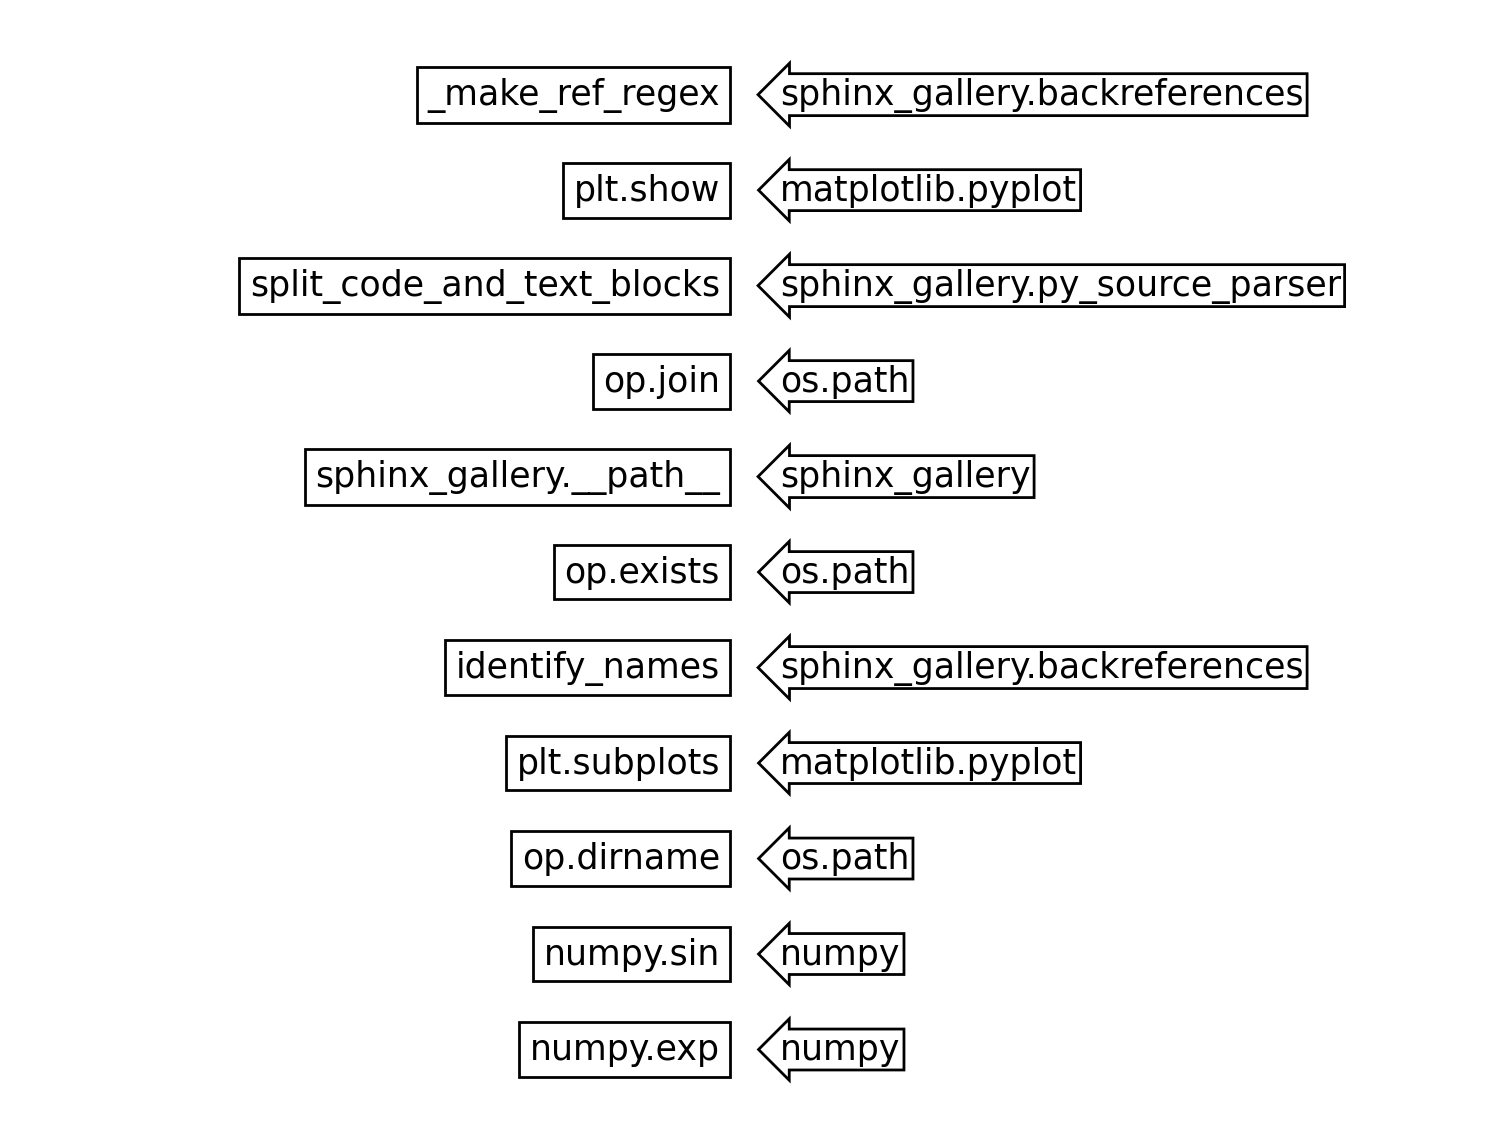 _make_ref_regex sphinx_gallery.backreferences
plt.show matplotlib.pyplot
split_code_and_text_blocks sphinx_gallery.py_source_parser
op.join os.path
sphinx_gallery.__path__ sphinx_gallery
op.exists os.path
identify_names sphinx_gallery.backreferences
plt.subplots matplotlib.pyplot
op.dirname os.path
numpy.sin numpy
numpy.exp numpy